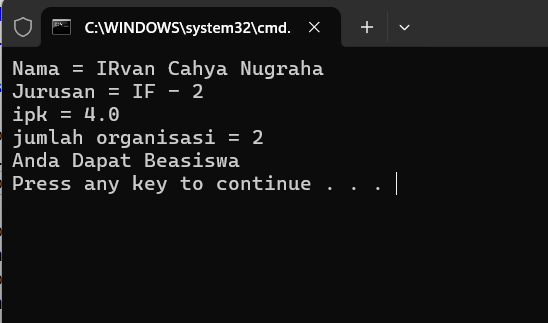 C:\WINDOWS\system32\cmd.
Nama = IRvan Cahya Nugraha
Jurusan = IF - 2
ipk = 4.0
jumlah organisasi = 2
Anda Dapat Beasiswa
Press any key to continue . . .